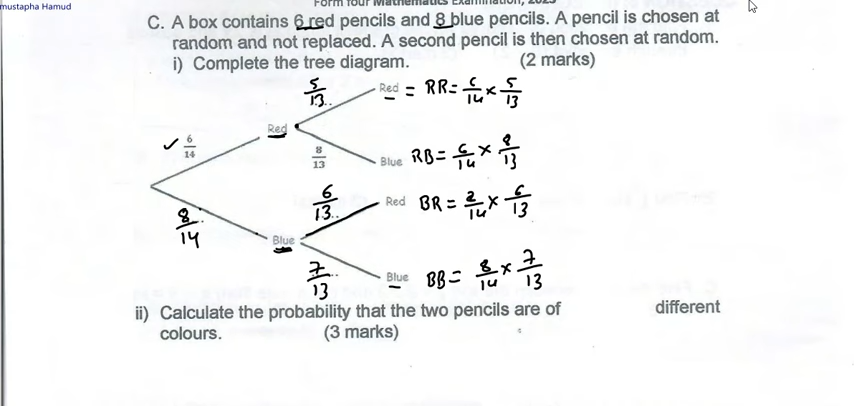 Form Four Mathematics Examination, 2023
mustapha Hamud
C. A box contains 6 red pencils and 8 blue pencils. A pencil is chosen at
random and not replaced. A second pencil is then chosen at random.
i) Complete the tree diagram. (2 marks)
5/13.. Red = RR = 6/14 × 5/13
✓ 6/14 Red
8/13 Blue RB = 6/14 × 8/13
6/13.. Red BR = 8/14 × 6/13
8/14 Blue
7/13 Blue BB = 8/14 × 7/13
ii) Calculate the probability that the two pencils are of different
colours. (3 marks)